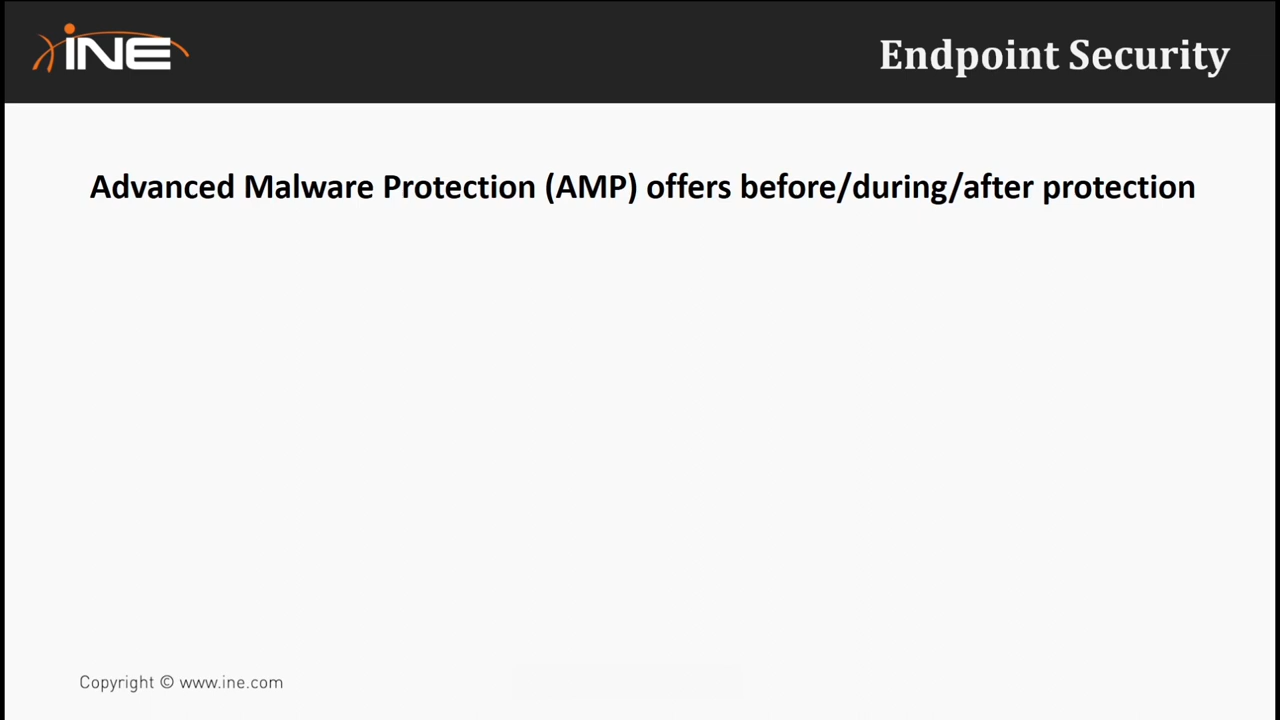 iNE
Endpoint Security
Advanced Malware Protection (AMP) offers before/during/after protection
Copyright © www.ine.com